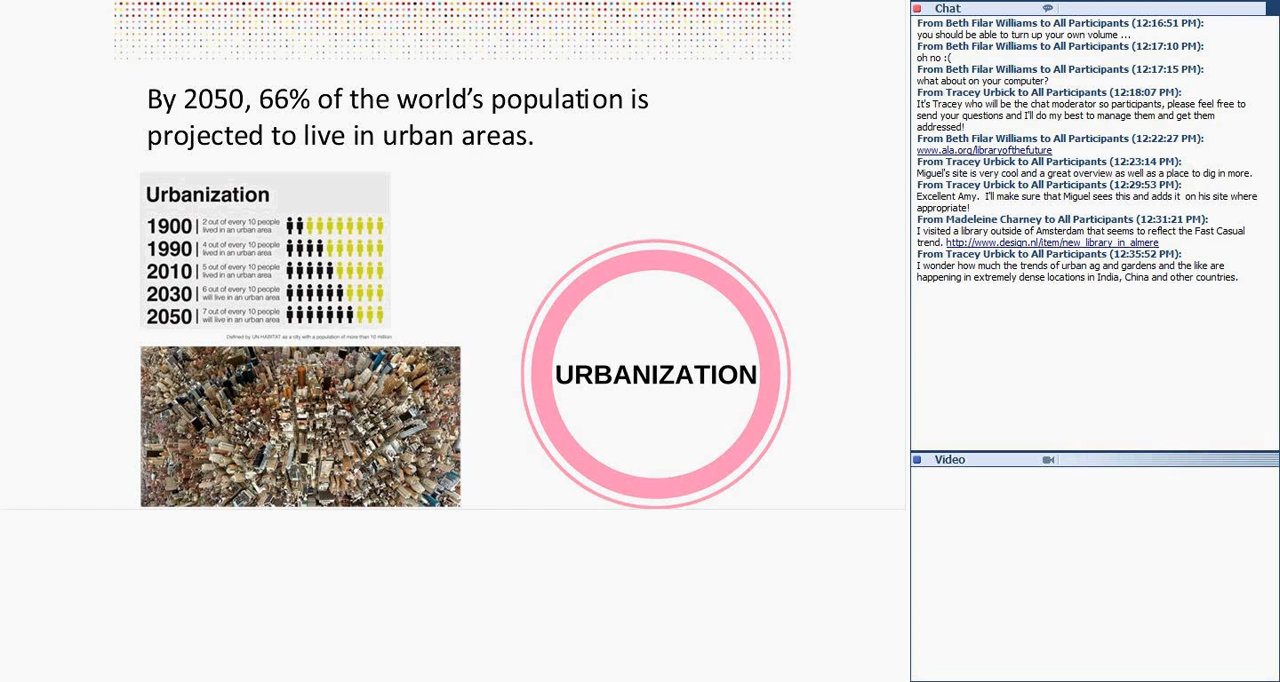 By 2050, 66% of the world's population is
projected to live in urban areas.
Urbanization
1900 2 out of every 10 people
lived in an urban area
1990 4 out of every 10 people
lived in an urban area
2010 5 out of every 10 people
lived in an urban area
2030 6 out of every 10 people
will live in an urban area
2050 7 out of every 10 people
will live in an urban area
Defined by UN HABITAT as a city with a population of more than 10 million
URBANIZATION
Chat
From Beth Filar Williams to All Participants (12:16:51 PM):
you should be able to turn up your own volume ...
From Beth Filar Williams to All Participants (12:17:10 PM):
oh no :(
From Beth Filar Williams to All Participants (12:17:15 PM):
what about on your computer?
From Tracey Urbick to All Participants (12:18:07 PM):
It's Tracey who will be the chat moderator so participants, please feel free to
send your questions and I'll do my best to manage them and get them
addressed!
From Beth Filar Williams to All Participants (12:22:27 PM):
www.ala.org/libraryofthefuture
From Tracey Urbick to All Participants (12:23:14 PM):
Miguel's site is very cool and a great overview as well as a place to dig in more.
From Tracey Urbick to All Participants (12:29:53 PM):
Excellent Amy.  I'll make sure that Miguel sees this and adds it  on his site where
appropriate!
From Madeleine Charney to All Participants (12:31:21 PM):
I visited a library outside of Amsterdam that seems to reflect the Fast Casual
trend. http://www.design.nl/item/new_library_in_almere
From Tracey Urbick to All Participants (12:35:52 PM):
I wonder how much the trends of urban ag and gardens and the like are
happening in extremely dense locations in India, China and other countries.
Video